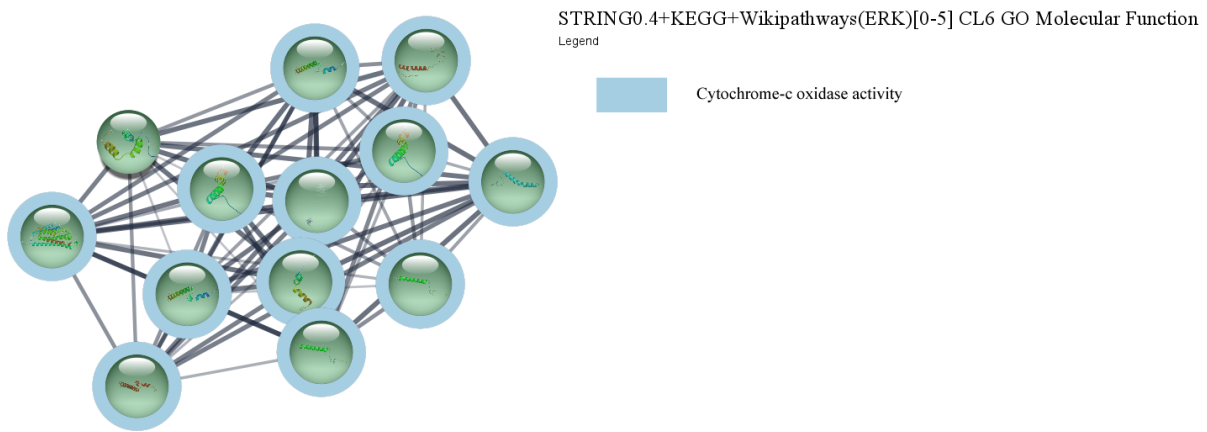 STRING0.4+KEGG+Wikipathways(ERK)[0-5] CL6 GO Molecular Function
Legend
Cytochrome-c oxidase activity